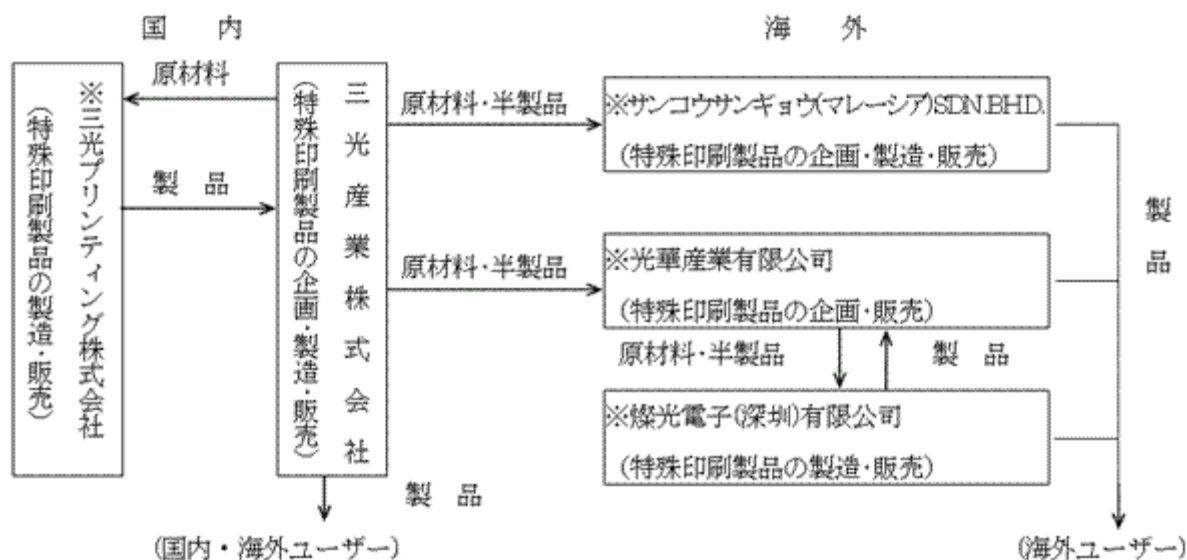 国　内
海　外
※三光プリンティング株式会社
(特殊印刷製品の製造・販売)
原材料
製　品
三光産業株式会社
(特殊印刷製品の企画・製造・販売)
原材料・半製品
※サンコウサンギョウ(マレーシア)SDN.BHD.
(特殊印刷製品の企画・製造・販売)
原材料・半製品
※光華産業有限公司
(特殊印刷製品の企画・販売)
原材料・半製品
製　品
※燦光電子(深圳)有限公司
(特殊印刷製品の製造・販売)
製　品
製　品
(国内・海外ユーザー)
(海外ユーザー)